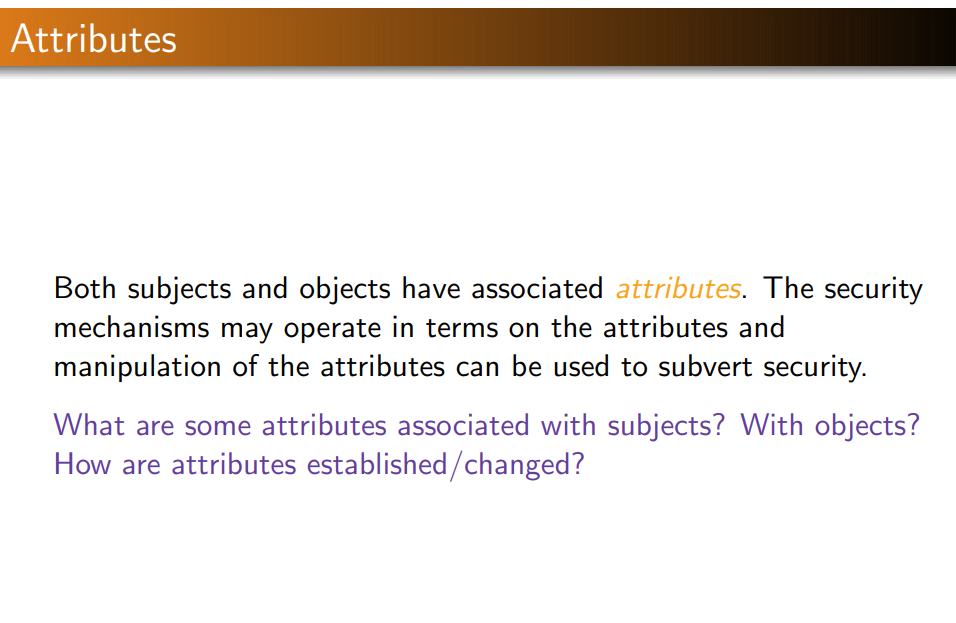 Attributes
Both subjects and objects have associated attributes. The security
mechanisms may operate in terms on the attributes and
manipulation of the attributes can be used to subvert security.
What are some attributes associated with subjects? With objects?
How are attributes established/changed?